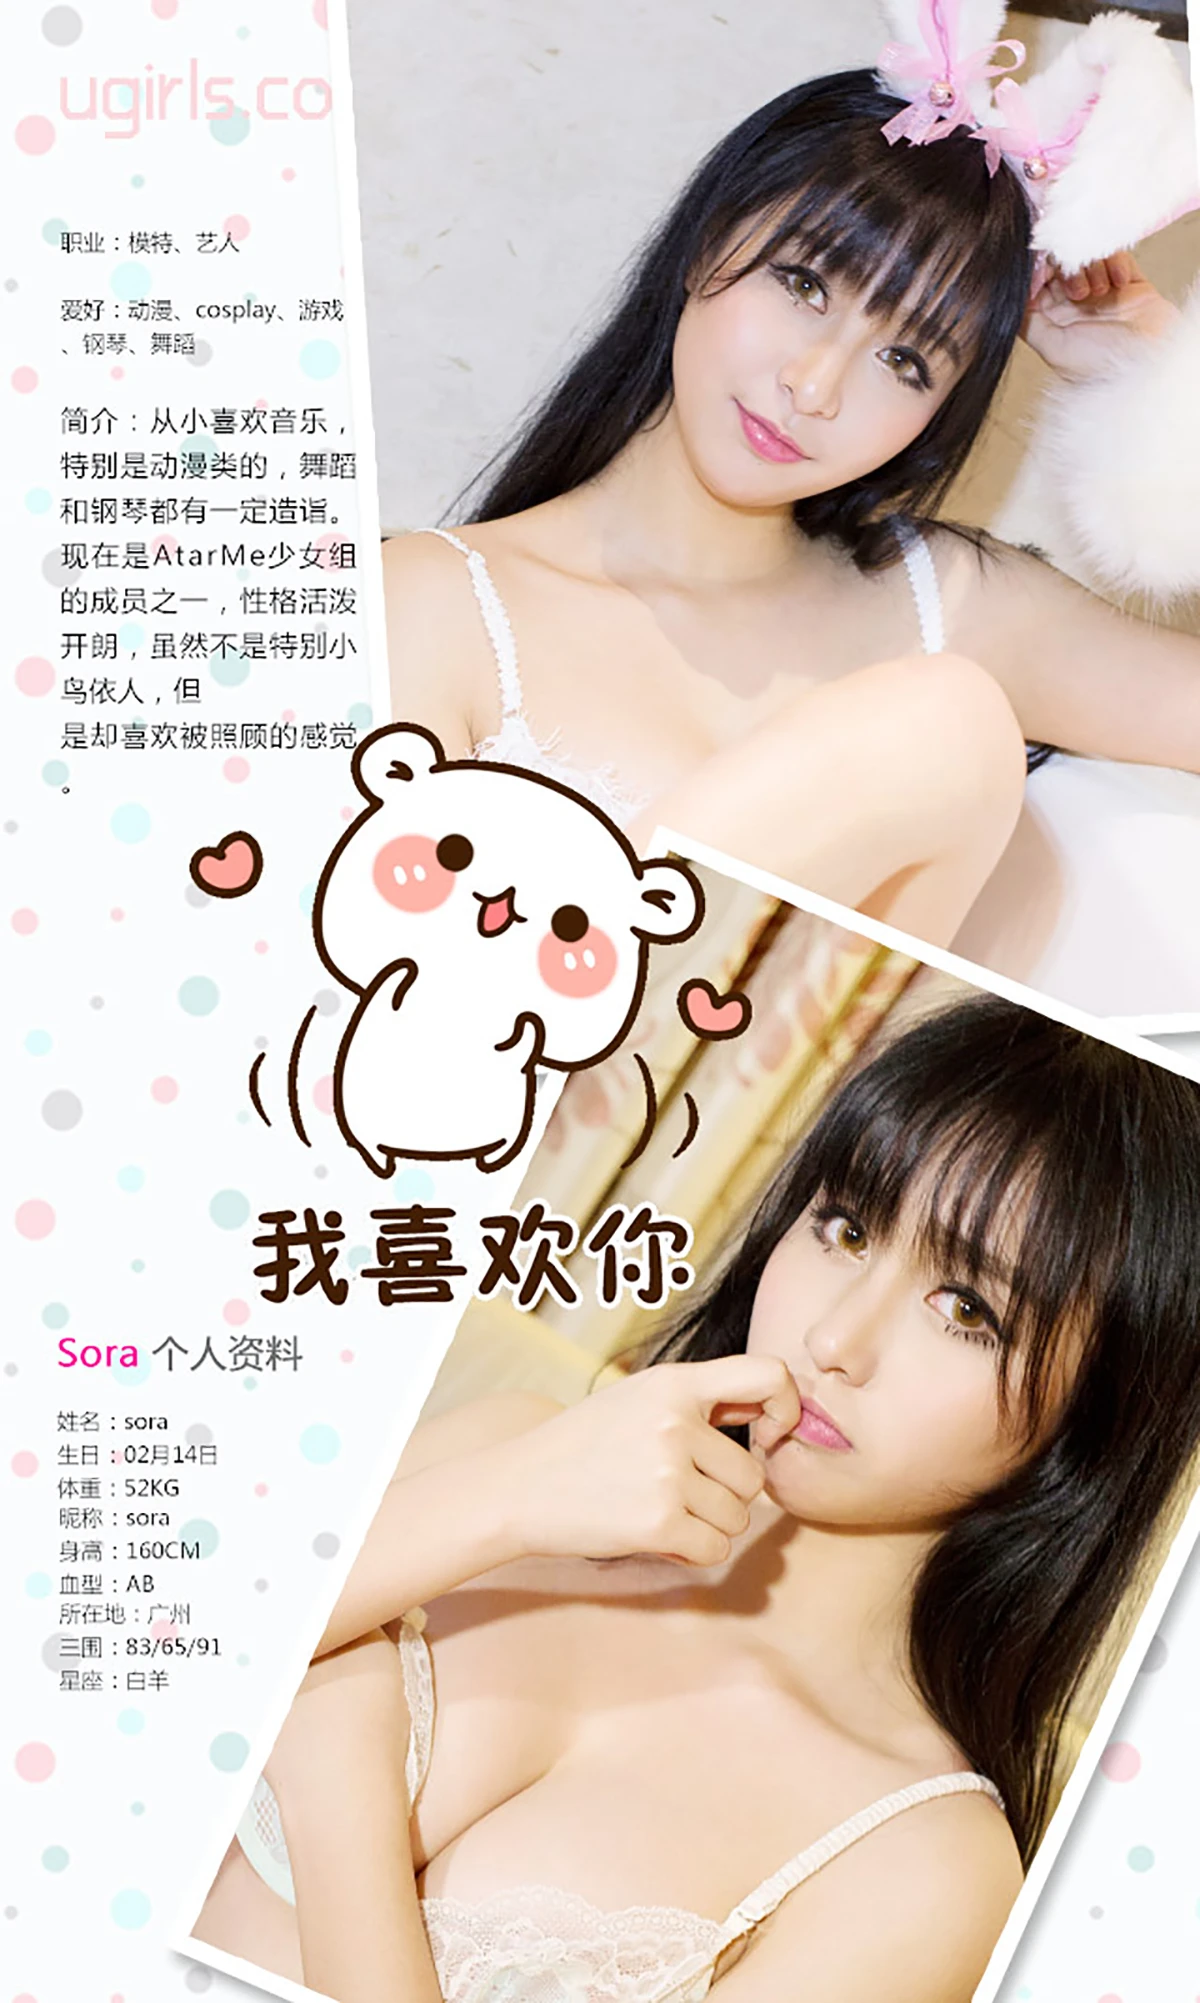 ugirls.co
职业：模特、艺人
爱好：动漫、cosplay、游戏
、钢琴、舞蹈
简介：从小喜欢音乐，
特别是动漫类的，舞蹈
和钢琴都有一定造诣。
现在是AtarMe少女组
的成员之一，性格活泼
开朗，虽然不是特别小
鸟依人，但
是却喜欢被照顾的感觉
。
我喜欢你
Sora 个人资料
姓名：sora
生日：02月14日
体重：52KG
昵称：sora
身高：160CM
血型：AB
所在地：广州
三围：83/65/91
星座：白羊